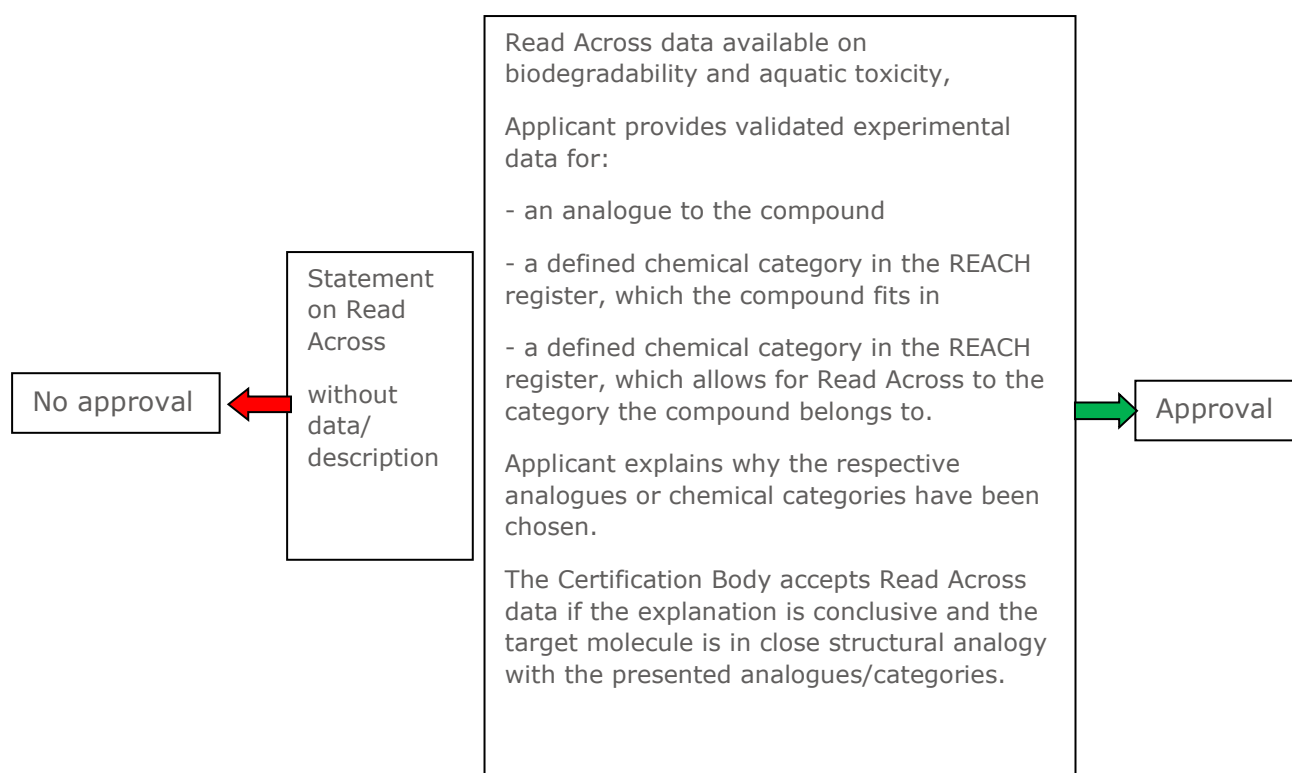 No approval
Statement
on Read
Across
without
data/
description
Read Across data available on
biodegradability and aquatic toxicity,
Applicant provides validated experimental
data for:
- an analogue to the compound
- a defined chemical category in the REACH
register, which the compound fits in
- a defined chemical category in the REACH
register, which allows for Read Across to the
category the compound belongs to.
Applicant explains why the respective
analogues or chemical categories have been
chosen.
The Certification Body accepts Read Across
data if the explanation is conclusive and the
target molecule is in close structural analogy
with the presented analogues/categories.
Approval